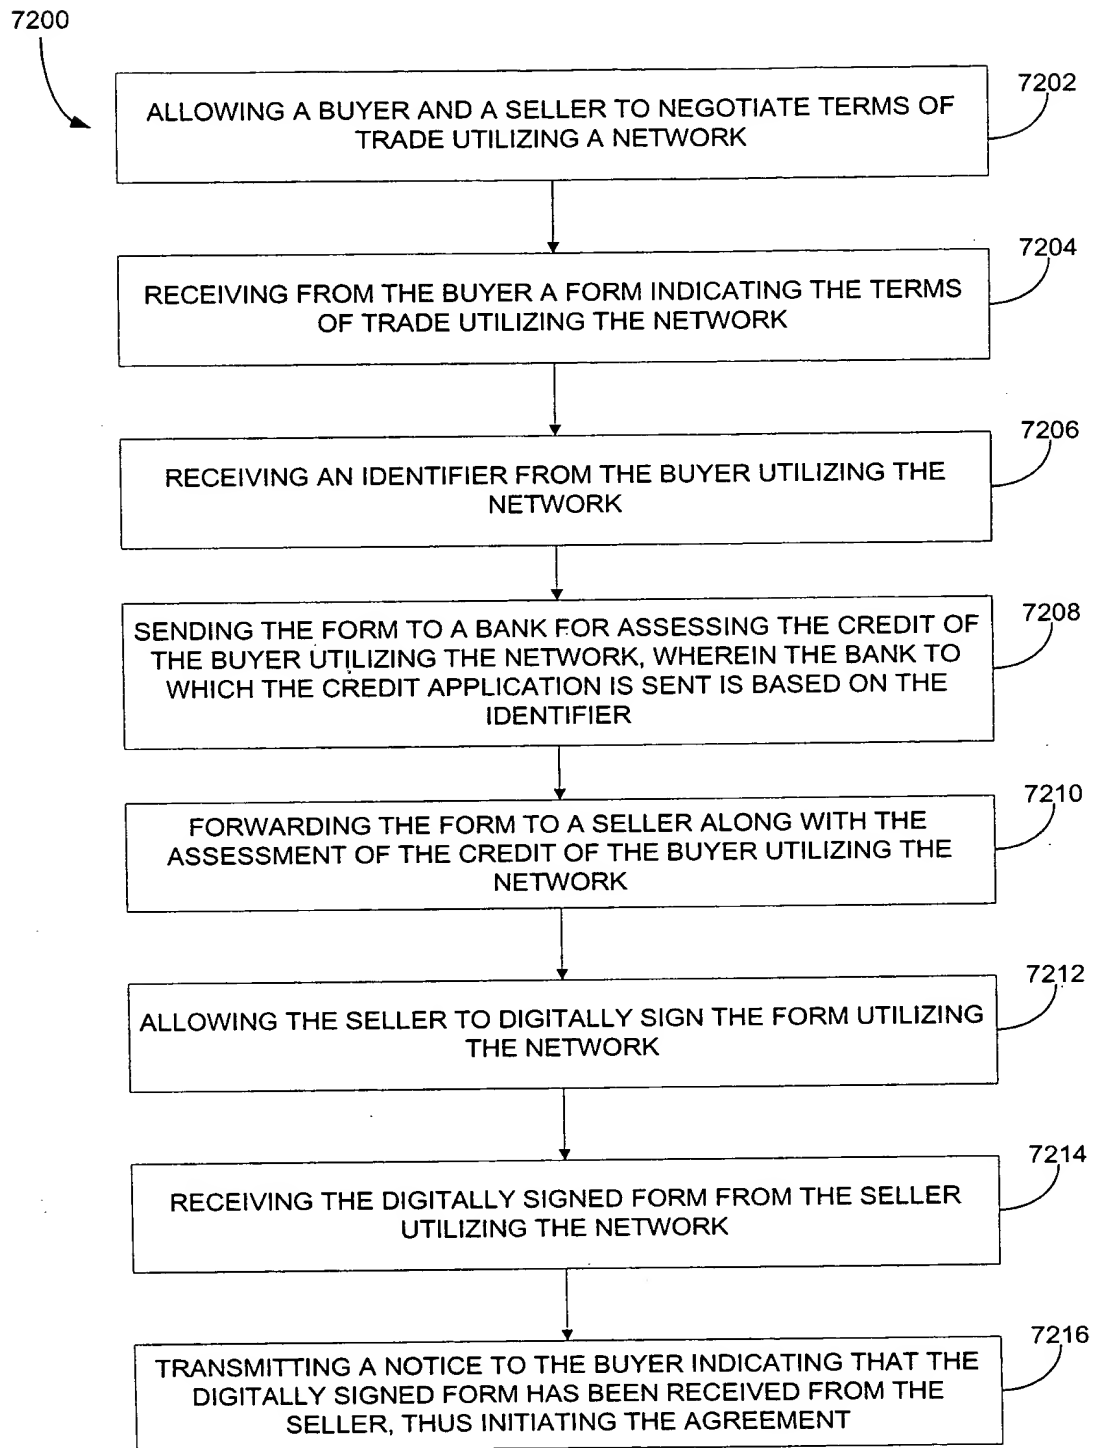 7200
7202
ALLOWING A BUYER AND A SELLER TO NEGOTIATE TERMS OF
TRADE UTILIZING A NETWORK
7204
RECEIVING FROM THE BUYER A FORM INDICATING THE TERMS
OF TRADE UTILIZING THE NETWORK
7206
RECEIVING AN IDENTIFIER FROM THE BUYER UTILIZING THE
NETWORK
7208
SENDING THE FORM TO A BANK FOR ASSESSING THE CREDIT OF
THE BUYER UTILIZING THE NETWORK, WHEREIN THE BANK TO
WHICH THE CREDIT APPLICATION IS SENT IS BASED ON THE
IDENTIFIER
7210
FORWARDING THE FORM TO A SELLER ALONG WITH THE
ASSESSMENT OF THE CREDIT OF THE BUYER UTILIZING THE
NETWORK
7212
ALLOWING THE SELLER TO DIGITALLY SIGN THE FORM UTILIZING
THE NETWORK
7214
RECEIVING THE DIGITALLY SIGNED FORM FROM THE SELLER
UTILIZING THE NETWORK
7216
TRANSMITTING A NOTICE TO THE BUYER INDICATING THAT THE
DIGITALLY SIGNED FORM HAS BEEN RECEIVED FROM THE
SELLER, THUS INITIATING THE AGREEMENT